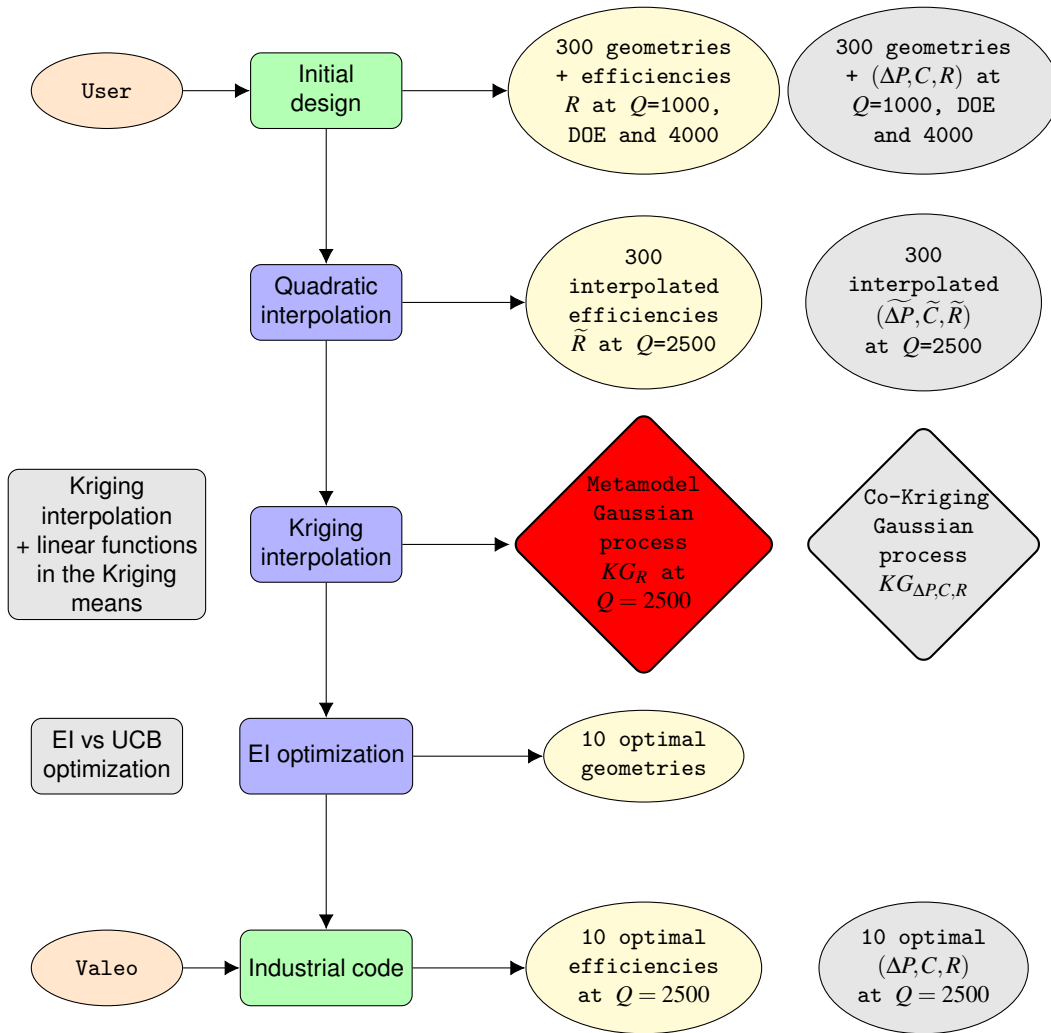 User
Initial
design
300 geometries
+ efficiencies
R at Q=1000,
DOE and 4000
300 geometries
+ (ΔP,C,R) at
Q=1000, DOE
and 4000
Quadratic
interpolation
300
interpolated
efficiencies
R̃ at Q=2500
300
interpolated
(ΔP̃,C̃,R̃)
at Q=2500
Kriging
interpolation
+ linear functions
in the Kriging
means
Kriging
interpolation
Metamodel
Gaussian
process
KG_R at
Q = 2500
Co-Kriging
Gaussian
process
KG_ΔP,C,R
EI vs UCB
optimization
EI optimization
10 optimal
geometries
Valeo
Industrial code
10 optimal
efficiencies
at Q = 2500
10 optimal
(ΔP,C,R)
at Q = 2500